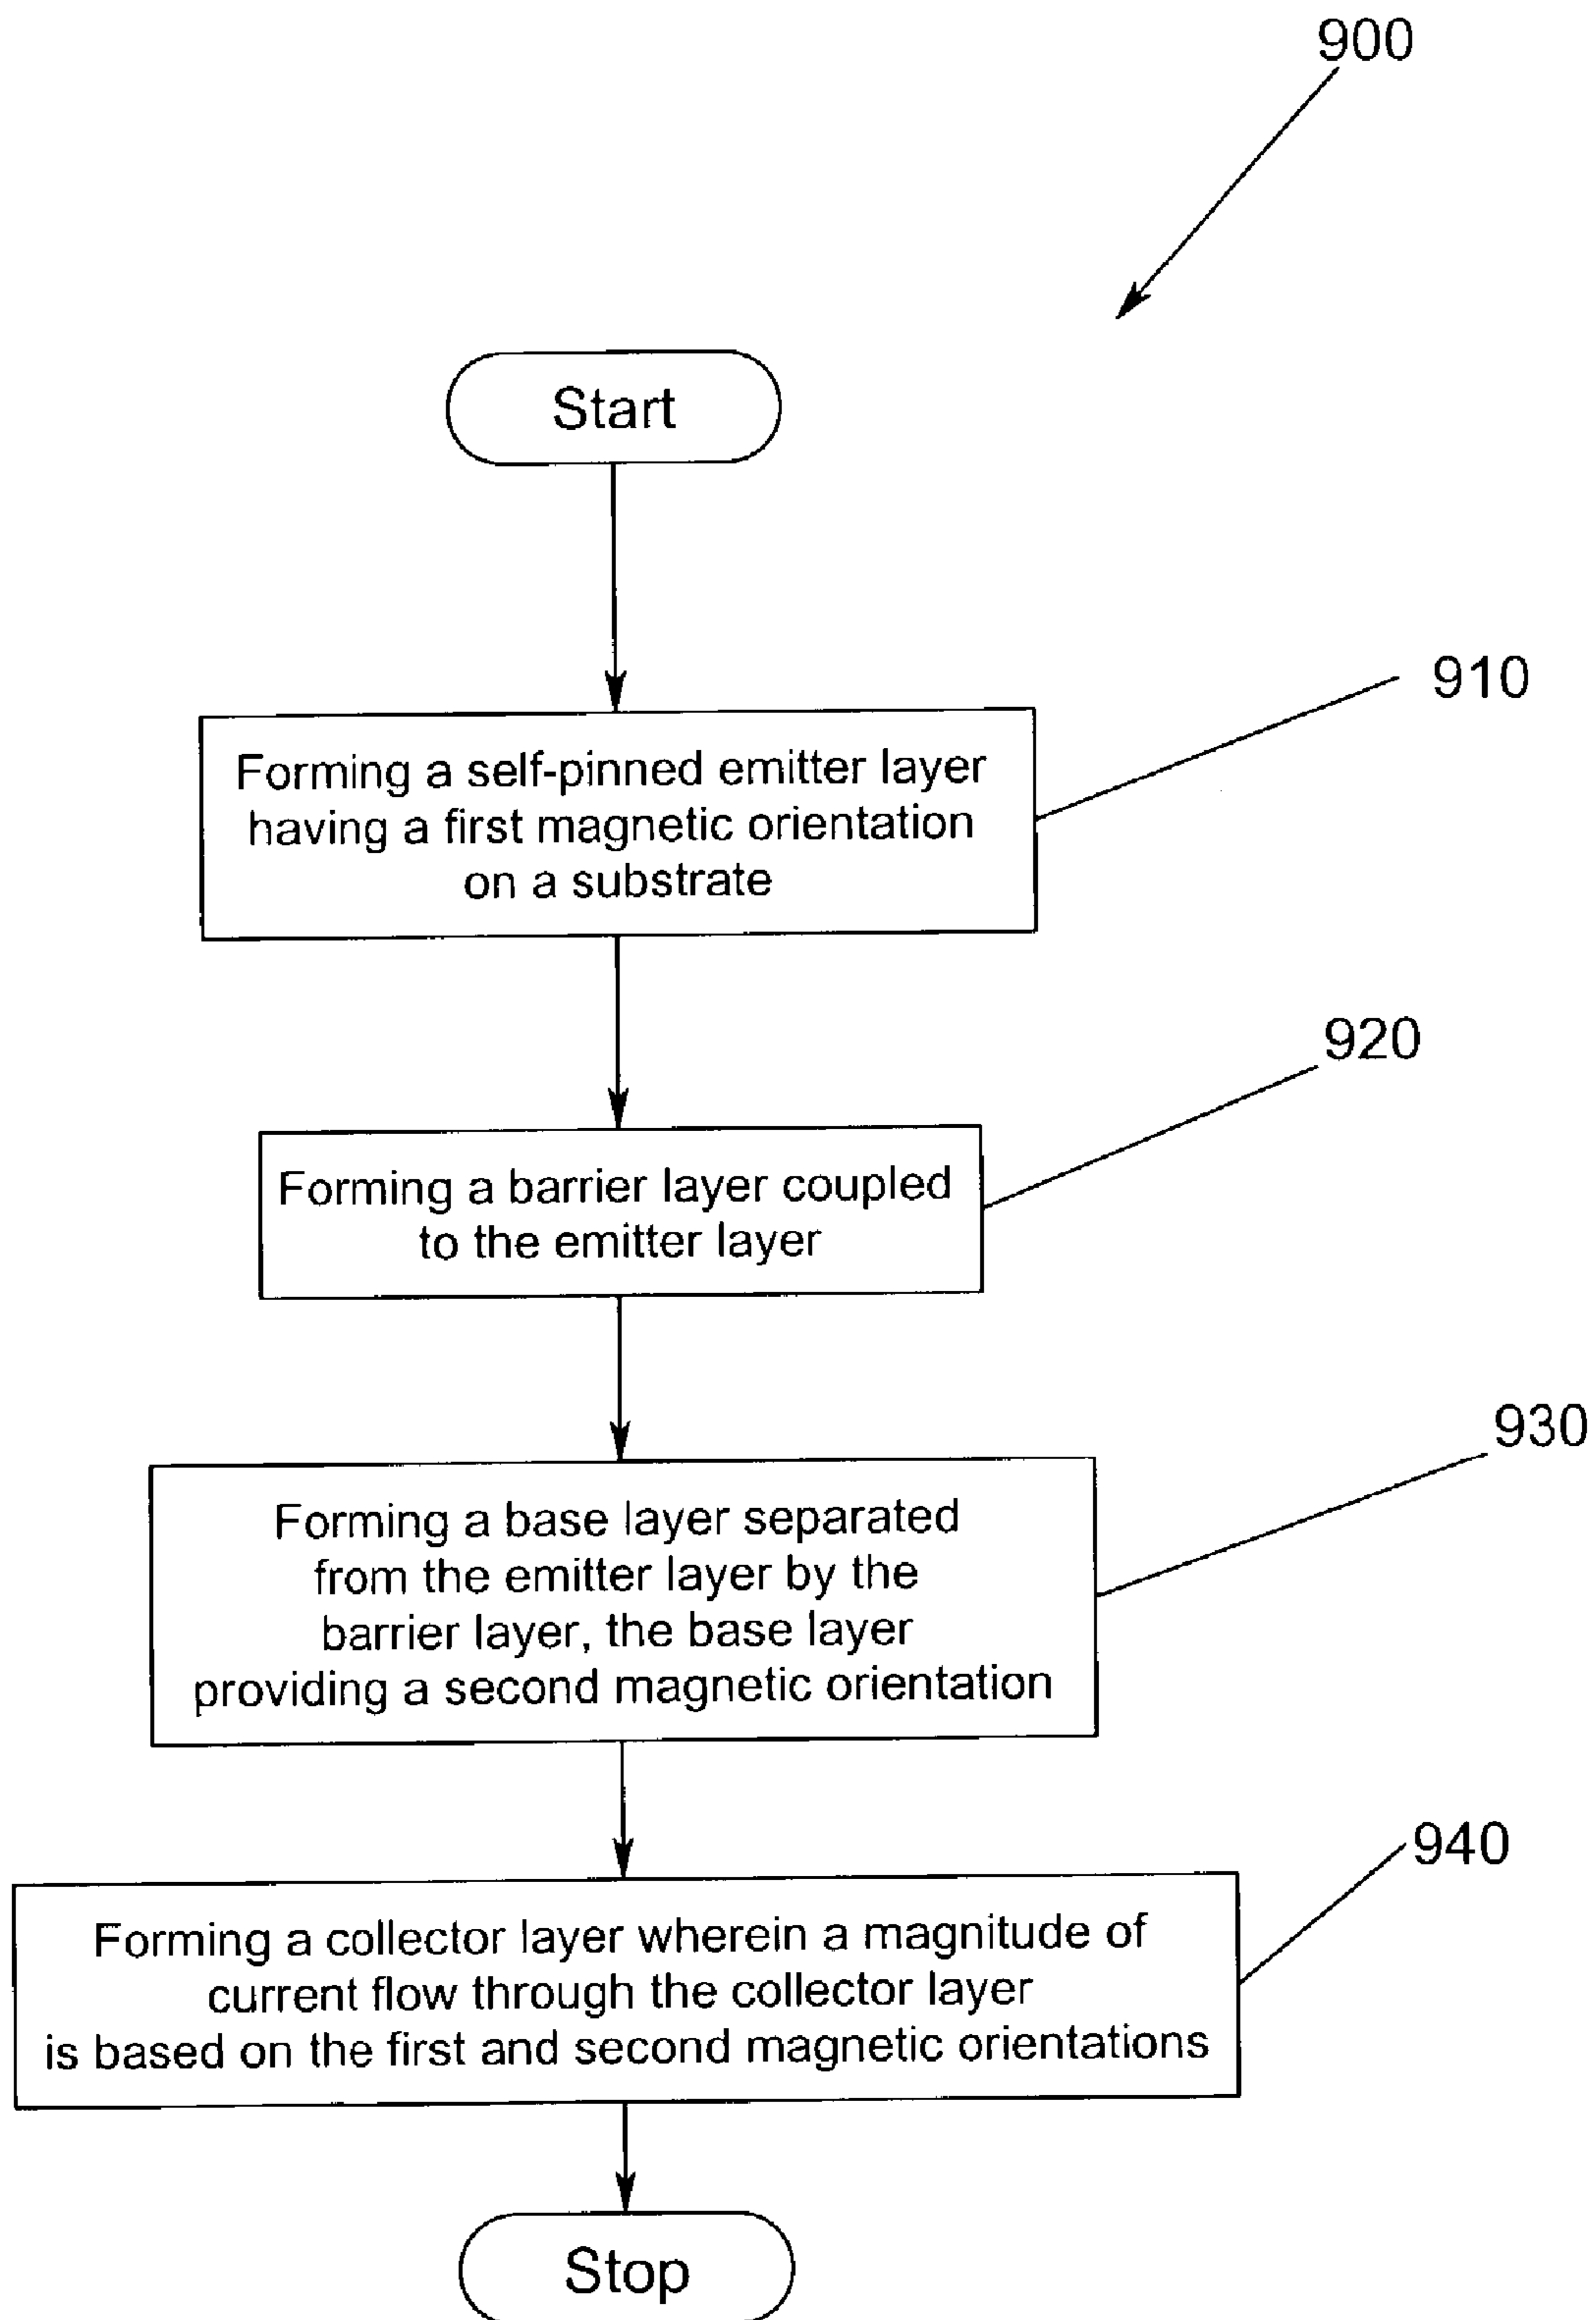 900
Start
910
Forming a self-pinned emitter layer
having a first magnetic orientation
on a substrate
920
Forming a barrier layer coupled
to the emitter layer
930
Forming a base layer separated
from the emitter layer by the
barrier layer, the base layer
providing a second magnetic orientation
940
Forming a collector layer wherein a magnitude of
current flow through the collector layer
is based on the first and second magnetic orientations
Stop